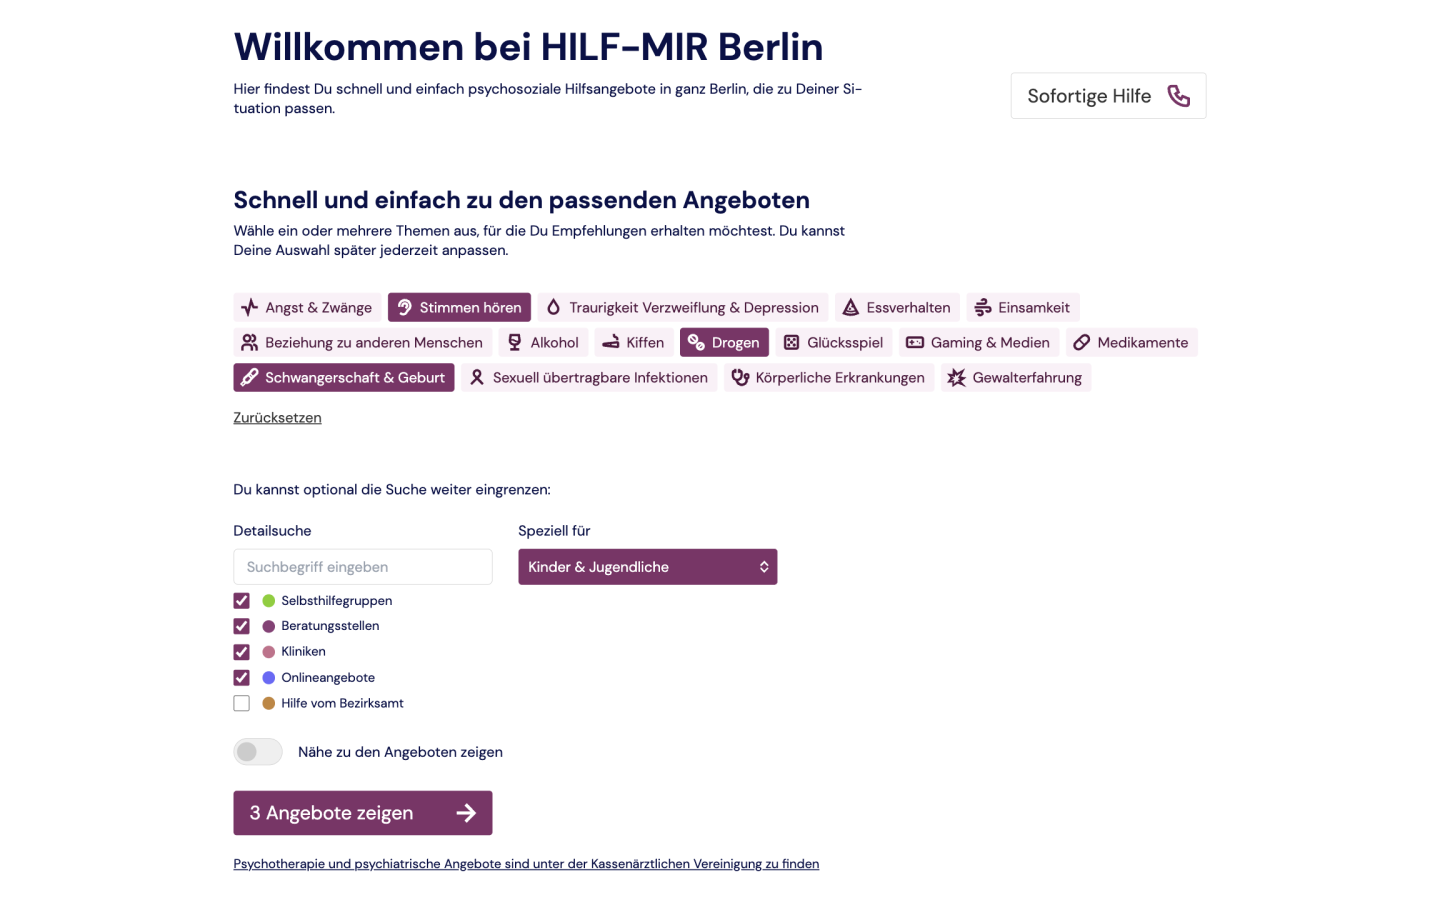 Willkommen bei HILF-MIR Berlin
Hier findest Du schnell und einfach psychosoziale Hilfsangebote in ganz Berlin, die zu Deiner Si-
tuation passen.
Sofortige Hilfe
Schnell und einfach zu den passenden Angeboten
Wähle ein oder mehrere Themen aus, für die Du Empfehlungen erhalten möchtest. Du kannst
Deine Auswahl später jederzeit anpassen.
Angst & Zwänge Stimmen hören Traurigkeit Verzweiflung & Depression Essverhalten Einsamkeit
Beziehung zu anderen Menschen Alkohol Kiffen Drogen Glücksspiel Gaming & Medien Medikamente
Schwangerschaft & Geburt Sexuell übertragbare Infektionen Körperliche Erkrankungen Gewalterfahrung
Zurücksetzen
Du kannst optional die Suche weiter eingrenzen:
Detailsuche Speziell für
Suchbegriff eingeben Kinder & Jugendliche
Selbsthilfegruppen
Beratungsstellen
Kliniken
Onlineangebote
Hilfe vom Bezirksamt
Nähe zu den Angeboten zeigen
3 Angebote zeigen
Psychotherapie und psychiatrische Angebote sind unter der Kassenärztlichen Vereinigung zu finden